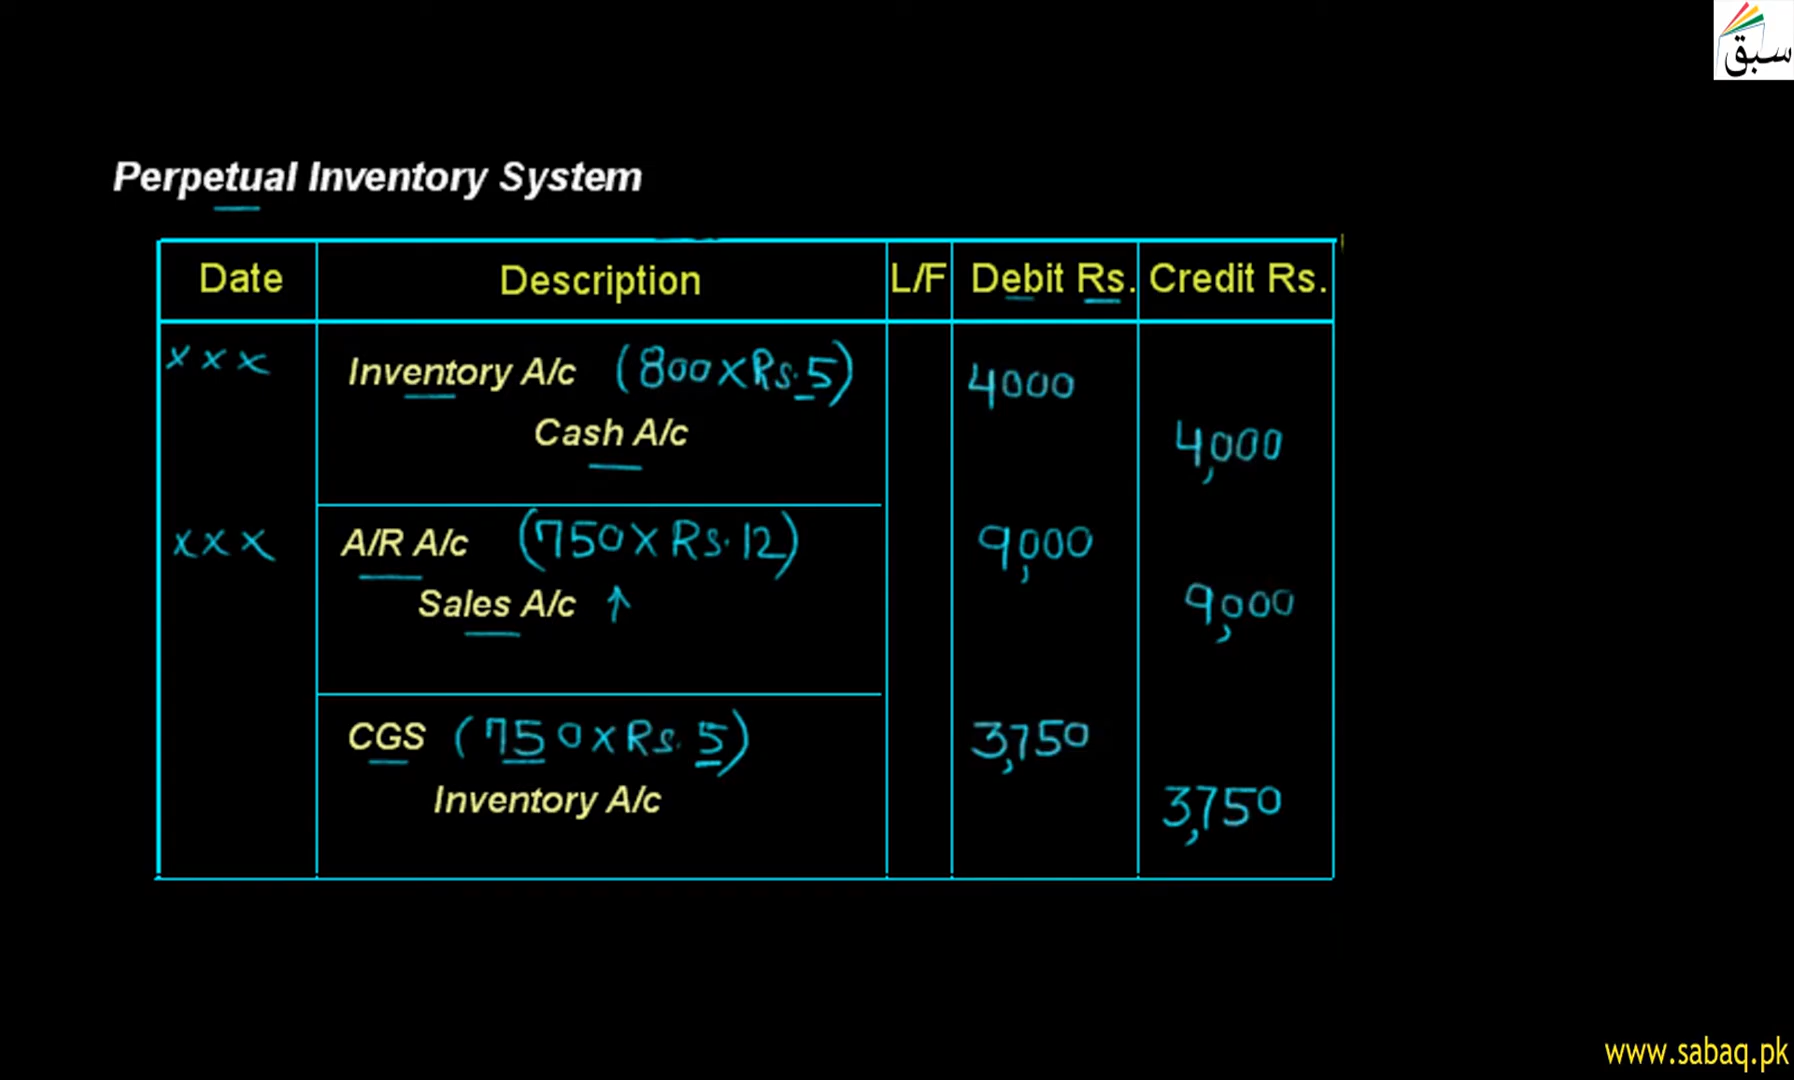 سبق
Perpetual Inventory System
Date Description L/F Debit Rs. Credit Rs.
xxx Inventory A/c (800xRs.5) 4000
Cash A/c 4,000
xxx A/R A/c (750xRs.12) 9,000
Sales A/c ↑ 9,000
CGS (750xRs.5) 3,750
Inventory A/c 3,750
www.sabaq.pk